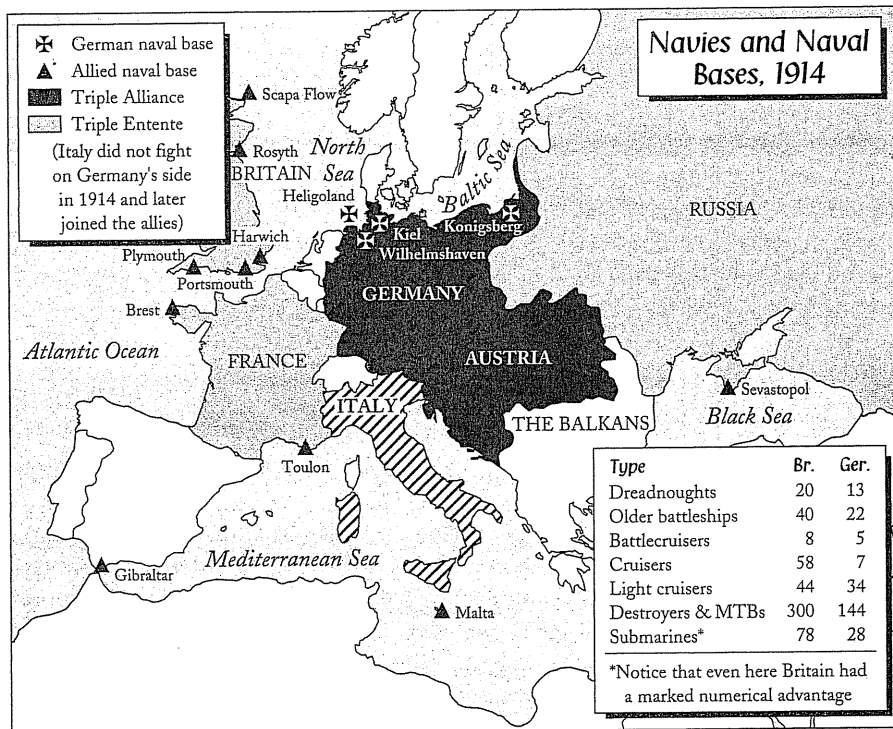 Navies and Naval
Bases, 1914
German naval base
Allied naval base
Triple Alliance
Triple Entente
(Italy did not fight
on Germany's side
in 1914 and later
joined the allies)
Scapa Flow
Rosyth
North
Sea
BRITAIN
Heligoland
Baltic Sea
RUSSIA
Harwich
Kiel
Konigsberg
Wilhelmshaven
Plymouth
Portsmouth
GERMANY
Brest
Atlantic Ocean
FRANCE
AUSTRIA
Sevastopol
ITALY
THE BALKANS
Black Sea
Toulon
Mediterranean Sea
Gibraltar
Malta
Type Br. Ger.
Dreadnoughts 20 13
Older battleships 40 22
Battlecruisers 8 5
Cruisers 58 7
Light cruisers 44 34
Destroyers & MTBs 300 144
Submarines* 78 28
*Notice that even here Britain had
a marked numerical advantage